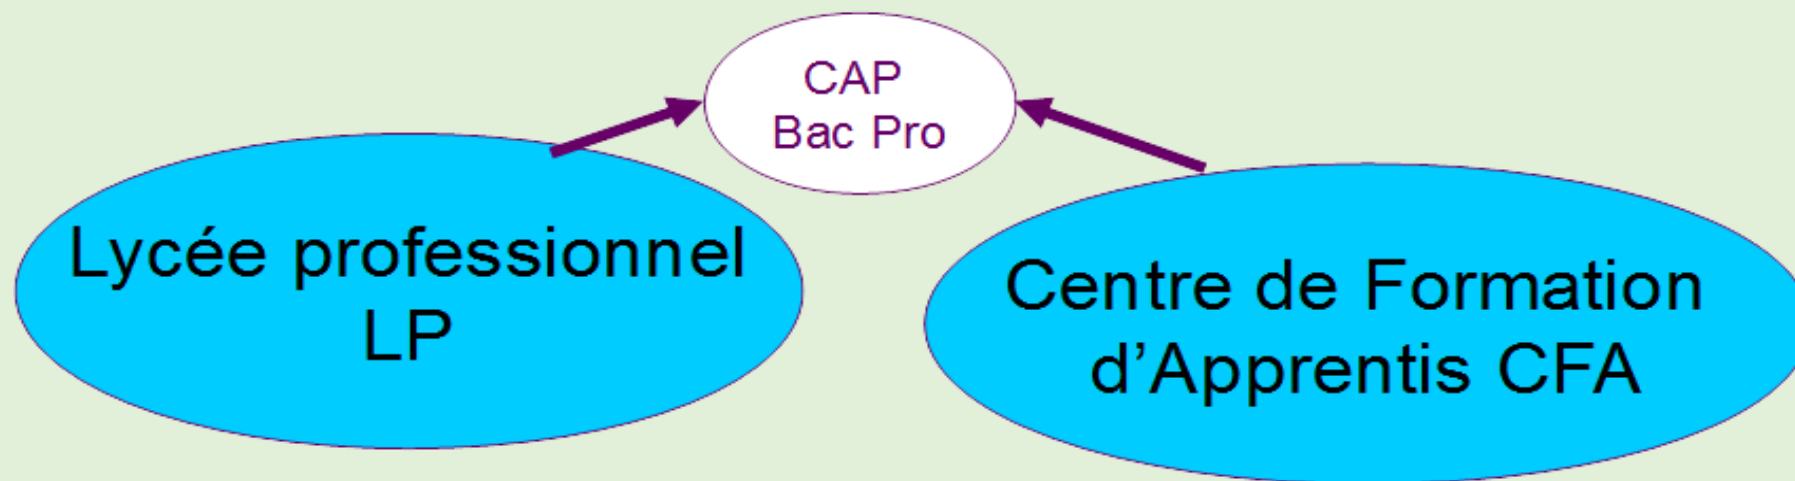 CAP
Bac Pro
Lycée professionnel
LP
Centre de Formation
d’Apprentis CFA